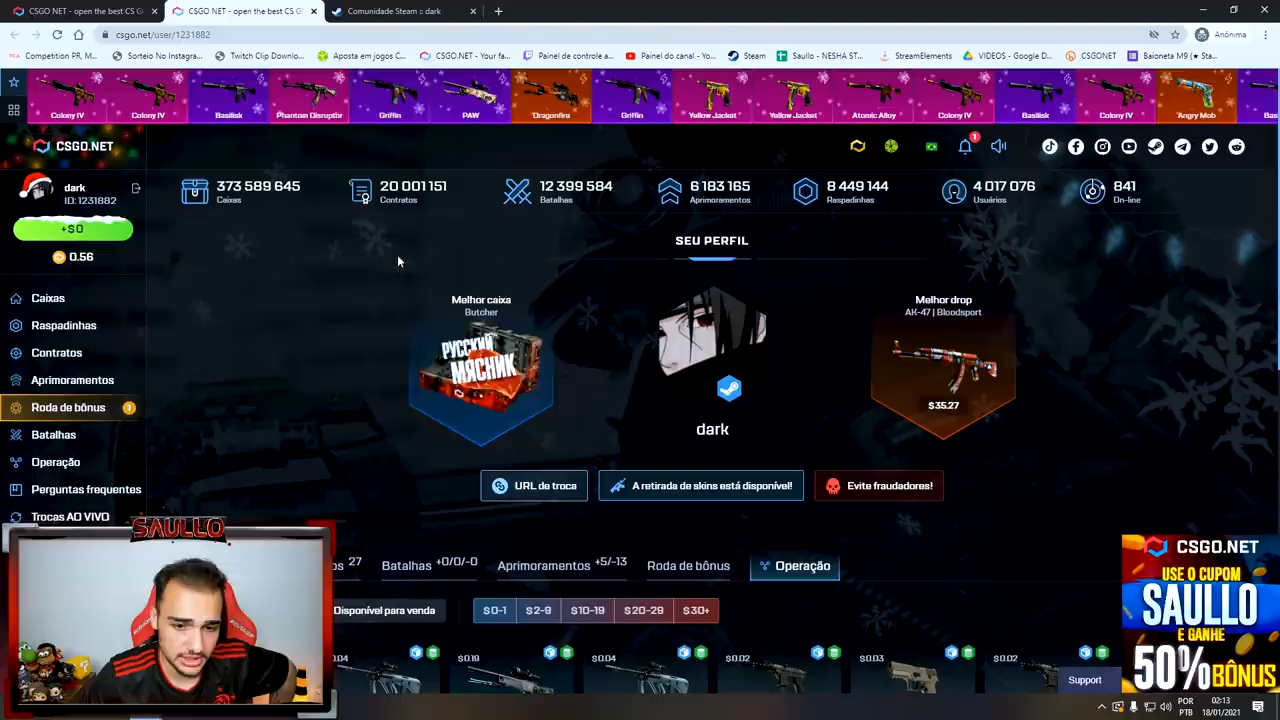 CSGO.NET - open the best CS G
CSGO.NET - open the best CS GO
Comunidade Steam :: dark
csgo.net/user/1231882
Anónima
Competition PR, M...
Sorteio No Instagra...
Twitch Clip Downlo...
Aposta em jogos C...
CSGO.NET - Your fa...
Painel de controle a...
Painel do canal - Yo...
Steam
Saullo - NESHA ST...
StreamElements
VIDEOS - Google D...
CSGONET
Baioneta M9 (★ Sta...
Colony IV
Colony IV
Basilisk
Phantom Disruptor
Griffin
PAW
Dragonfire
Griffin
Yellow Jacket
Yellow Jacket
Atomic Alloy
Colony IV
Basilisk
Colony IV
Angry Mob
Bas
CSGO.NET
1
dark
ID:1231882
+$0
0.56
373 589 645
Caixas
20 001 151
Contratos
12 399 584
Batalhas
6 183 165
Aprimoramentos
8 449 144
Raspadinhas
4 017 076
Usuários
841
On-line
Caixas
Raspadinhas
Contratos
Aprimoramentos
Roda de bônus 1
Batalhas
Operação
Perguntas frequentes
Trocas AO VIVO
SEU PERFIL
Melhor caixa
Butcher
РУССКИЙ
МЯСНИК
dark
Melhor drop
AK-47 | Bloodsport
$35.27
URL de troca
A retirada de skins está disponível!
Evite fraudadores!
os 27
Batalhas +0/0/-0
Aprimoramentos +5/-13
Roda de bônus
Operação
Disponível para venda
$0-1
$2-9
$10-19
$20-29
$30+
0.04
$0.19
$0.04
$0.02
$0.03
$0.02
SAULLO
CSGO.NET
USE O CUPOM
SAULLO
E GANHE
50% BÔNUS
Support
POR
PTB
02:13
18/01/2021